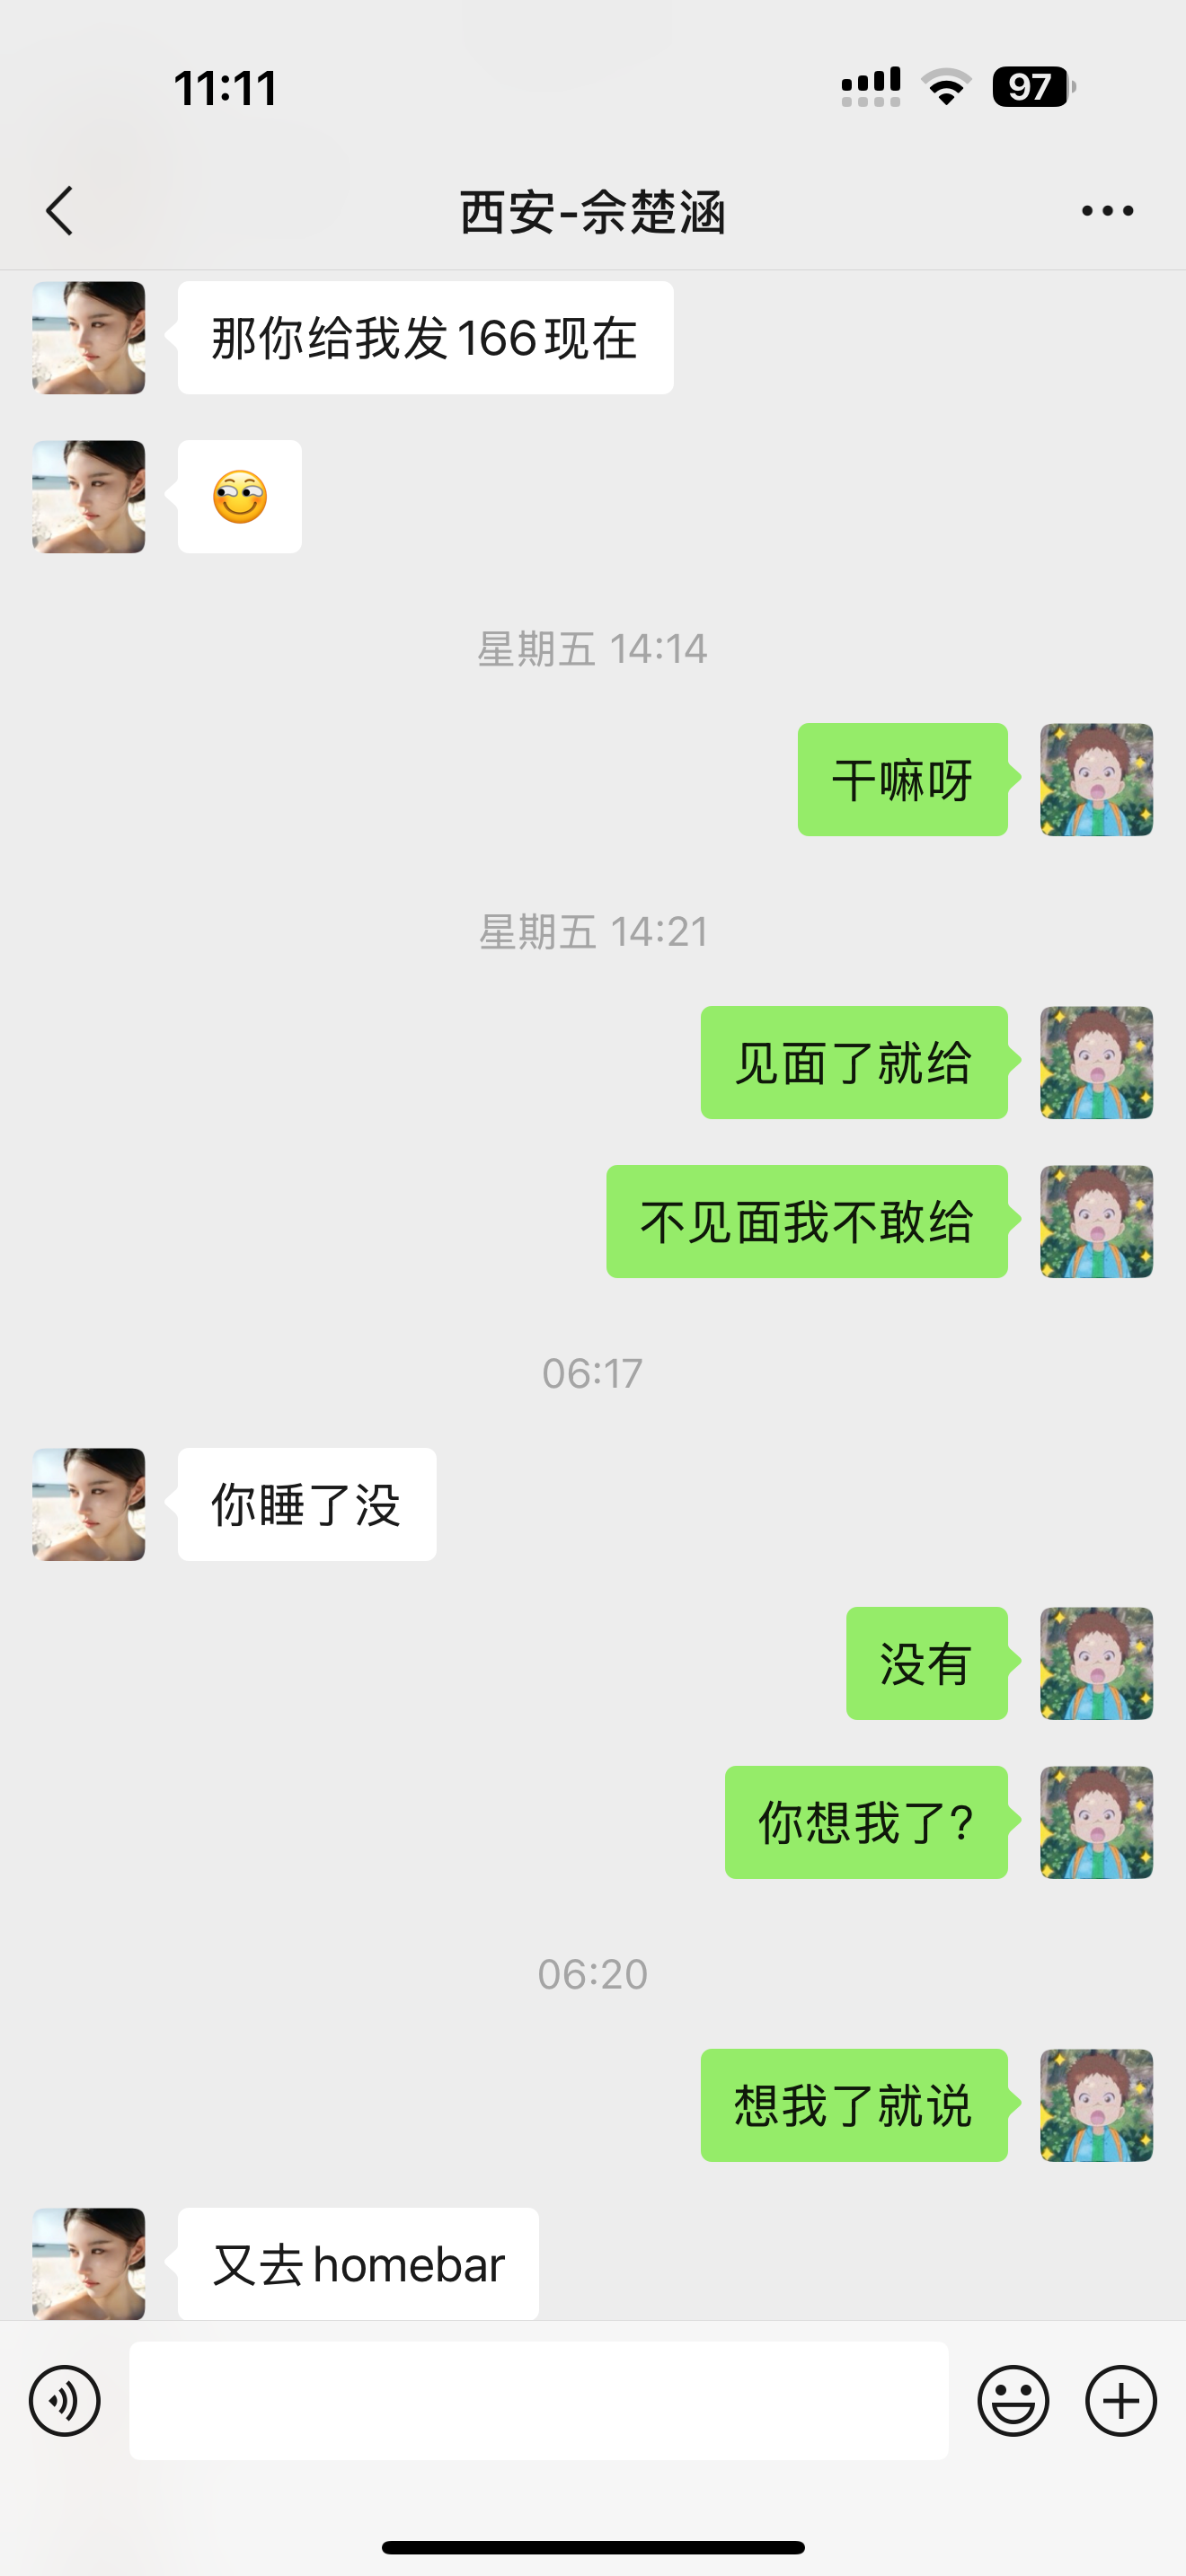 11:11
97
西安-佘楚涵
那你给我发166现在
星期五 14:14
干嘛呀
星期五 14:21
见面了就给
不见面我不敢给
06:17
你睡了没
没有
你想我了?
06:20
想我了就说
又去homebar